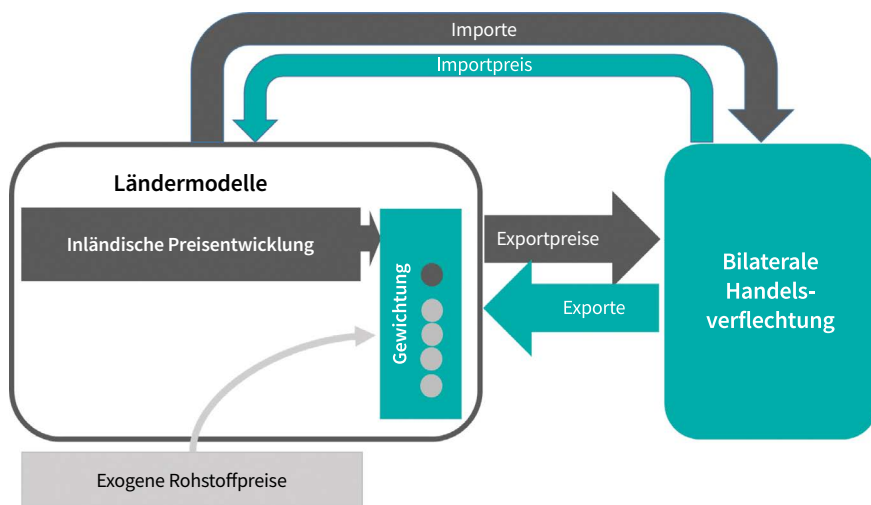 Importe
Importpreis
Ländermodelle
Inländische Preisentwicklung
Gewichtung
Exportpreise
Exporte
Bilaterale
Handels-
verflechtung
Exogene Rohstoffpreise